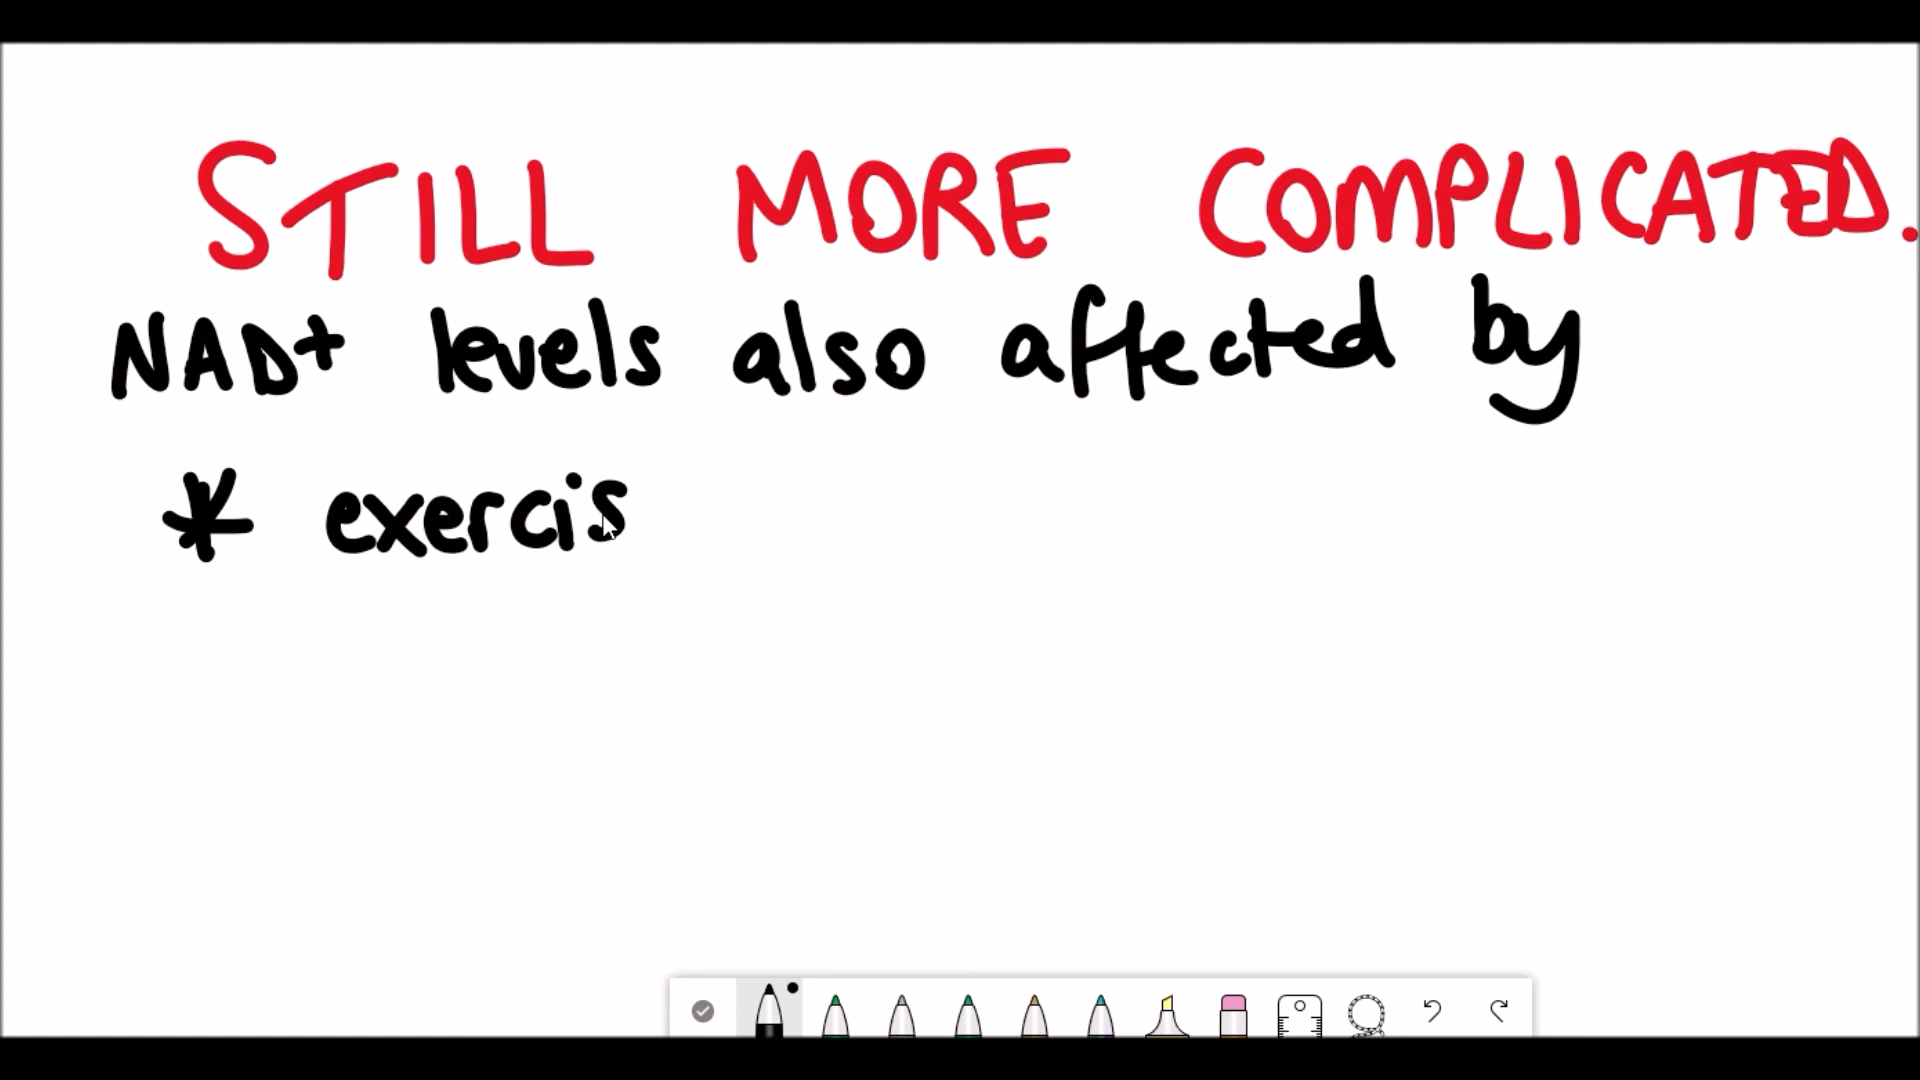 STILL MORE COMPLICATED.
NAD+ levels also affected by
* exercis